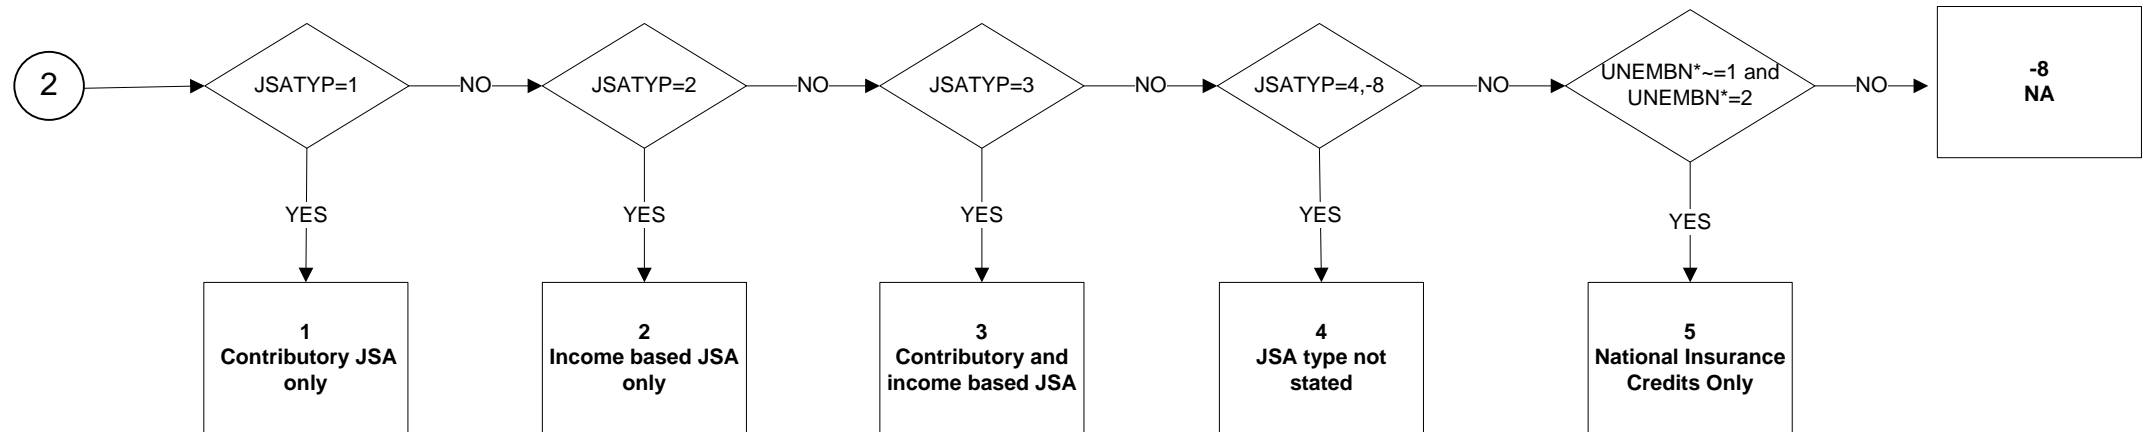 2
JSATYP=1
NO
JSATYP=2
NO
JSATYP=3
NO
JSATYP=4,-8
NO
UNEMBN*~=1 and
UNEMBN*=2
NO
-8
NA
YES
YES
YES
YES
YES
1
Contributory JSA
only
2
Income based JSA
only
3
Contributory and
income based JSA
4
JSA type not
stated
5
National Insurance
Credits Only